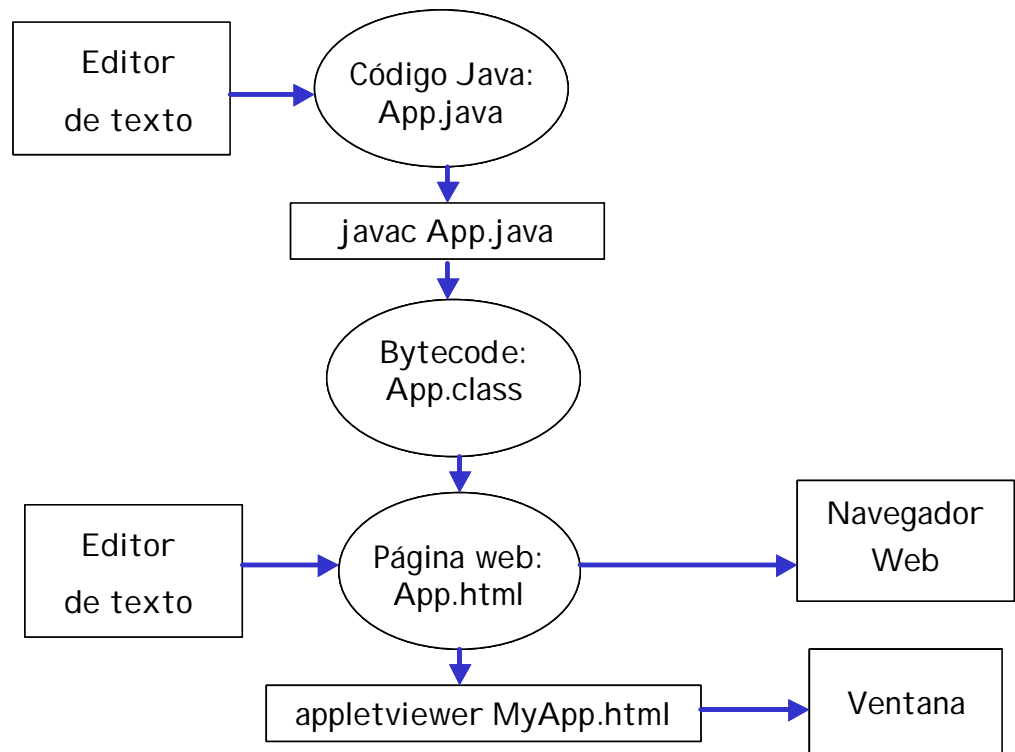 Editor
de texto
Código Java:
App.java
javac App.java
Bytecode:
App.class
Editor
de texto
Página web:
App.html
Navegador
Web
appletviewer MyApp.html
Ventana